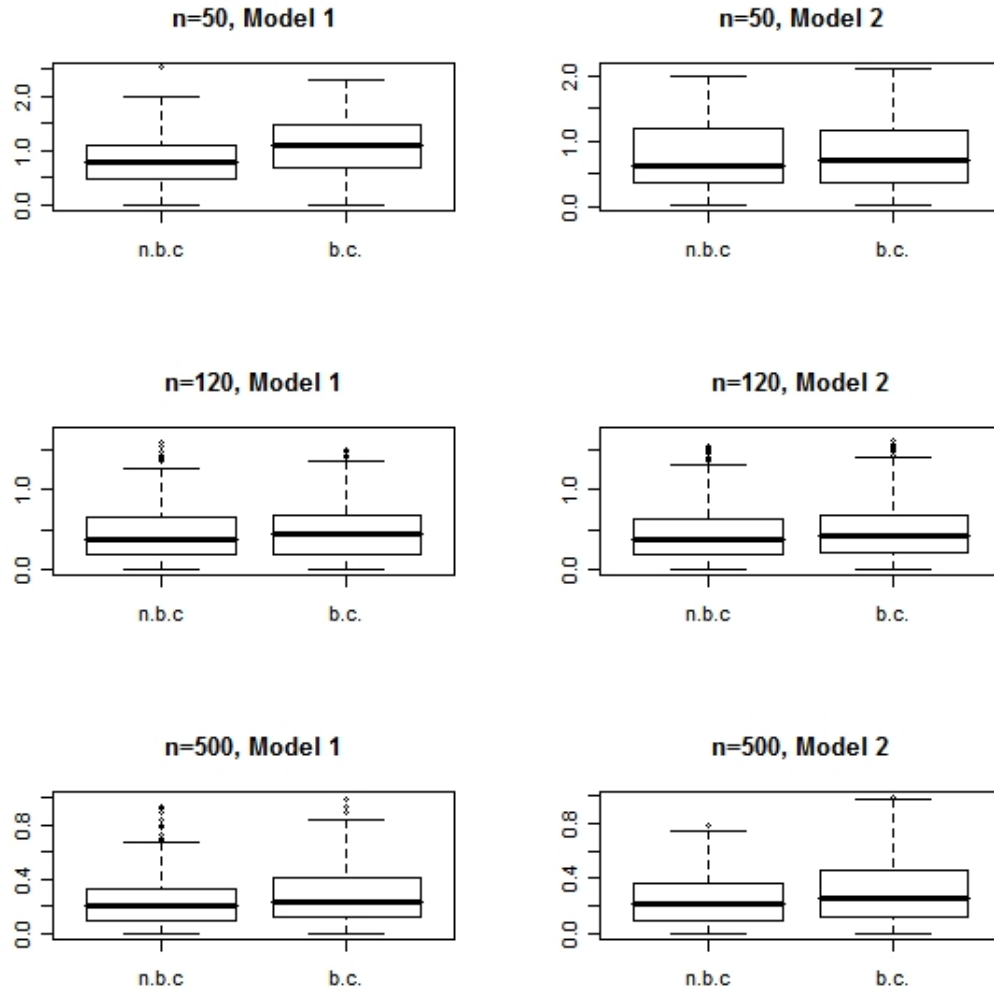 n=50, Model 1
n=50, Model 2
2.0
1.0
0.0
n.b.c
b.c.
2.0
1.0
0.0
n.b.c
b.c.
n=120, Model 1
n=120, Model 2
1.0
0.0
n.b.c
b.c.
1.0
0.0
n.b.c
b.c.
n=500, Model 1
n=500, Model 2
0.8
0.4
0.0
n.b.c
b.c.
0.8
0.4
0.0
n.b.c
b.c.